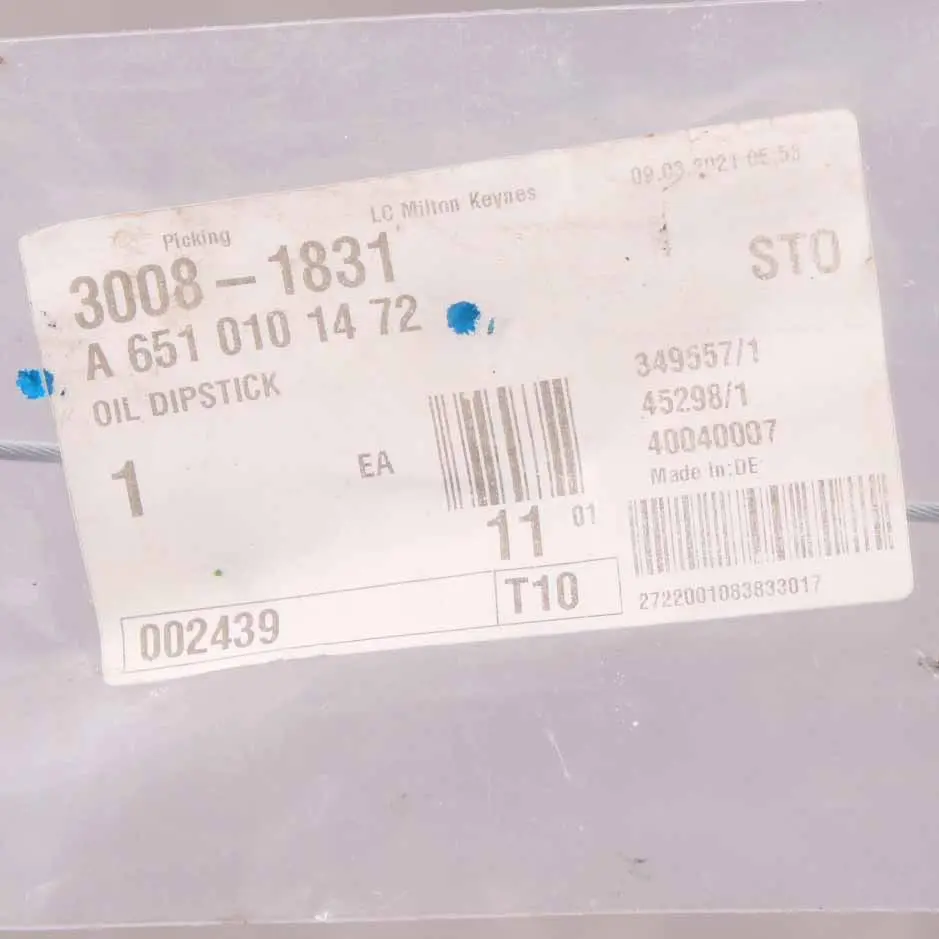 Picking
LC Milton Keynes
09.03.2021 05:53
3008-1831
STO
A 651 010 14 72
OIL DIPSTICK
349557/1
45298/1
40040007
Made In:DE
1
EA
11 01
2722001083833017
002439
T10